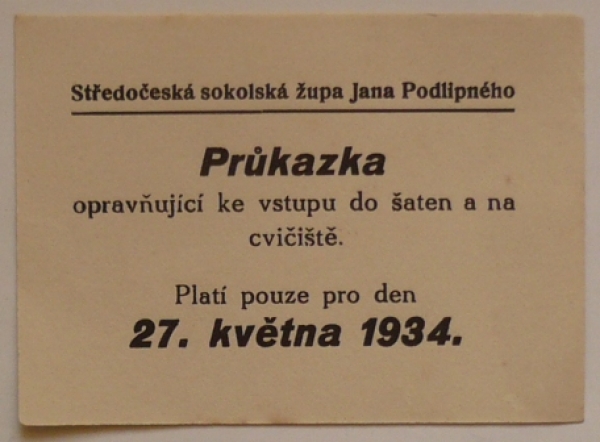 Středočeská sokolská župa Jana Podlipného
Průkazka
opravňující ke vstupu do šaten a na
cvičiště.
Platí pouze pro den
27. května 1934.